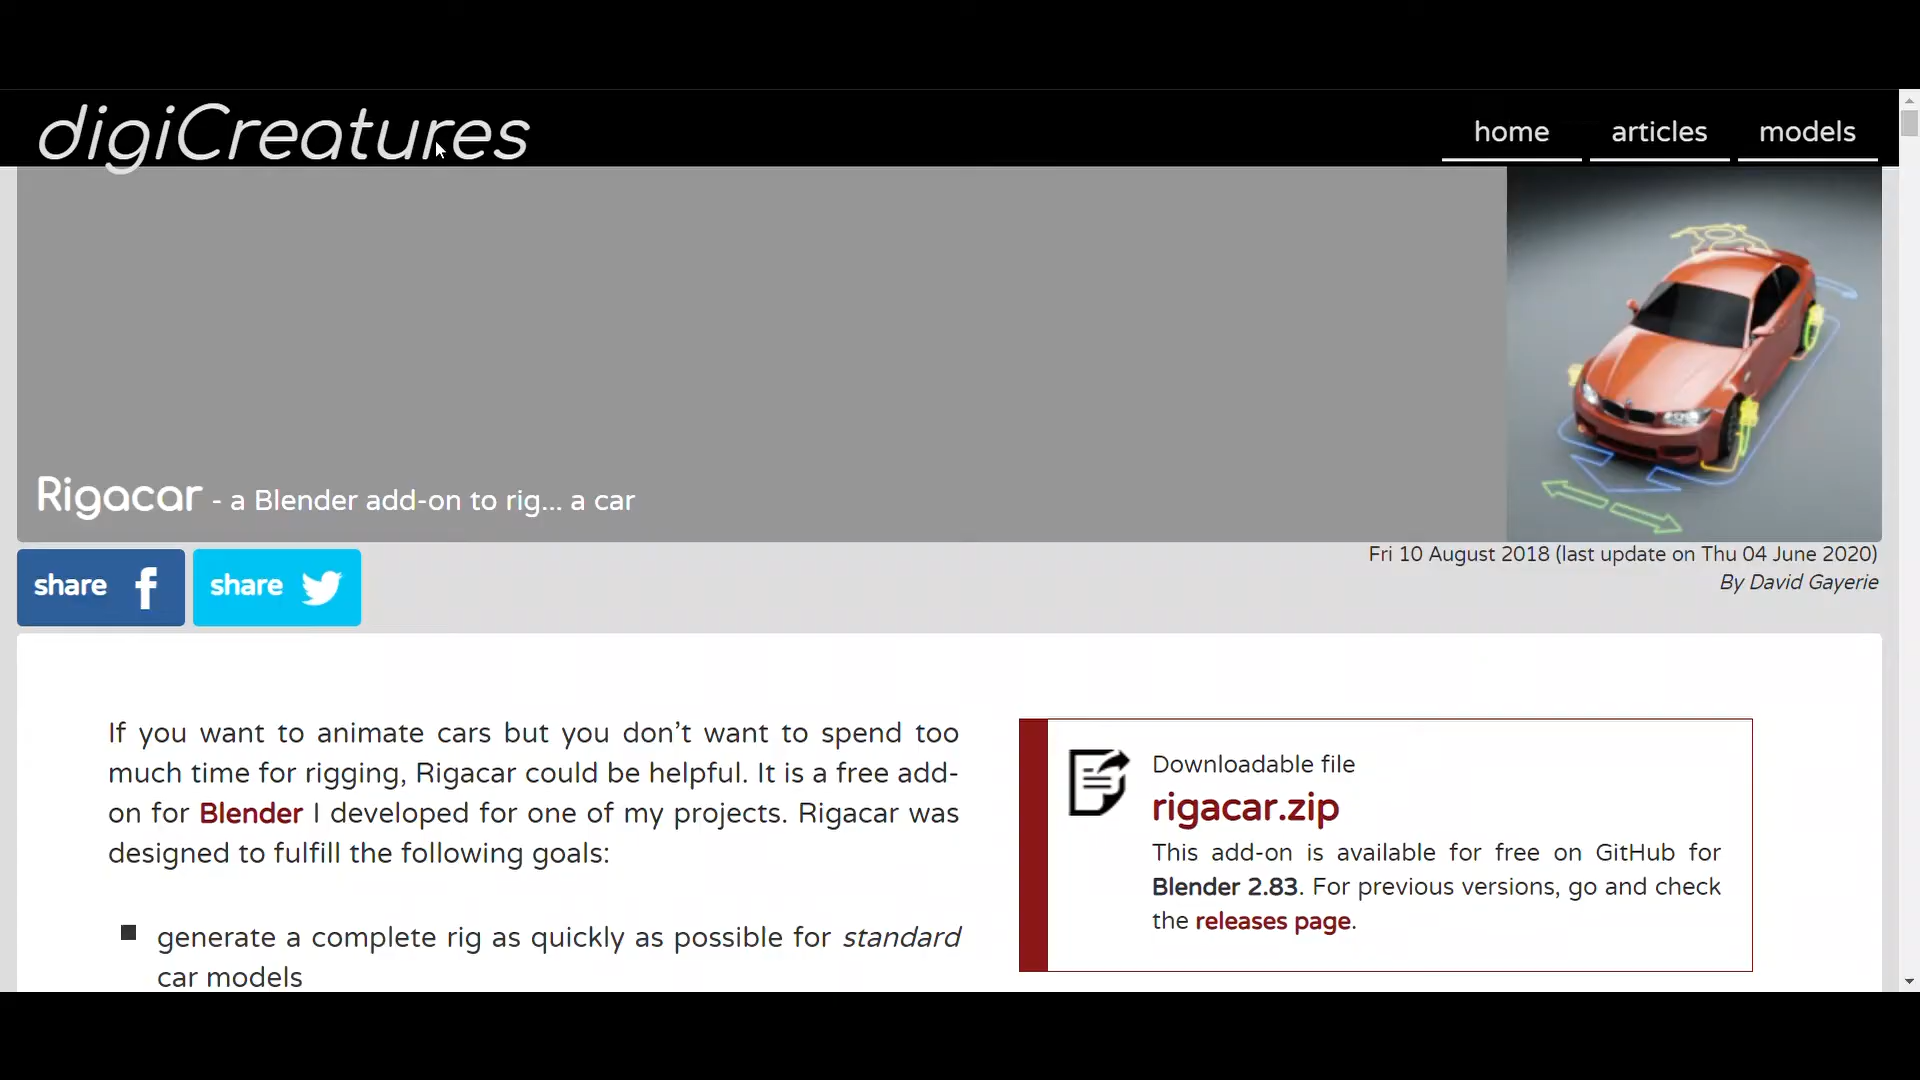 digiCreatures
home articles models
Rigacar - a Blender add-on to rig... a car
share
share
Fri 10 August 2018 (last update on Thu 04 June 2020)
By David Gayerie
If you want to animate cars but you don't want to spend too
much time for rigging, Rigacar could be helpful. It is a free add-
on for Blender I developed for one of my projects. Rigacar was
designed to fulfill the following goals:
generate a complete rig as quickly as possible for standard
car models
Downloadable file
rigacar.zip
This add-on is available for free on GitHub for
Blender 2.83. For previous versions, go and check
the releases page.